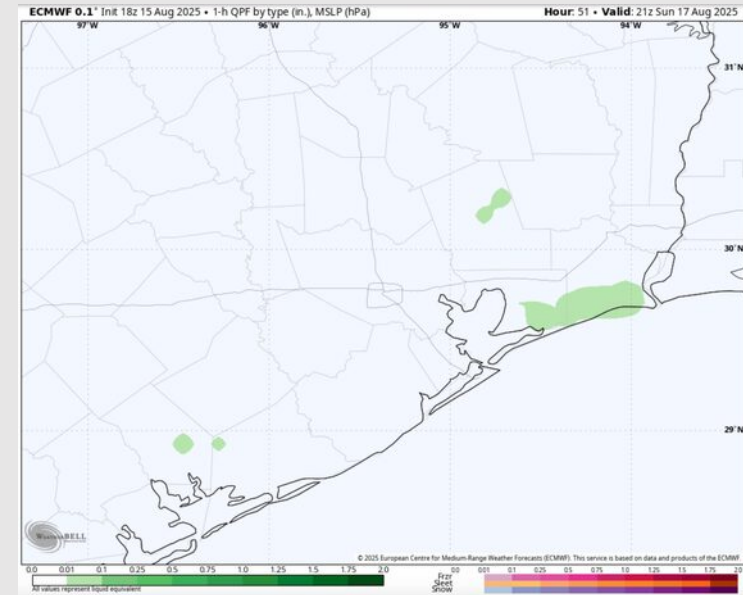 ECMWF 0.1° Init 18z 15 Aug 2025 • 1-h QPF by type (in.), MSLP (hPa)
Hour: 51 • Valid: 21z Sun 17 Aug 2025
97°W 96°W 95°W 94°W
31°N
30°N
29°N
WeatherBELL
© 2025 European Centre for Medium-Range Weather Forecasts (ECMWF). This service is based on data and products of the ECMWF
0.0 0.01 0.1 0.25 0.5 0.75 1.0 1.25 1.5 1.75 2.0
All values represent liquid equivalent
0.0 0.01 0.1 0.25 0.5 0.75 1.0 1.25 1.5 1.75 2.0
Frzr
Sleet
Snow